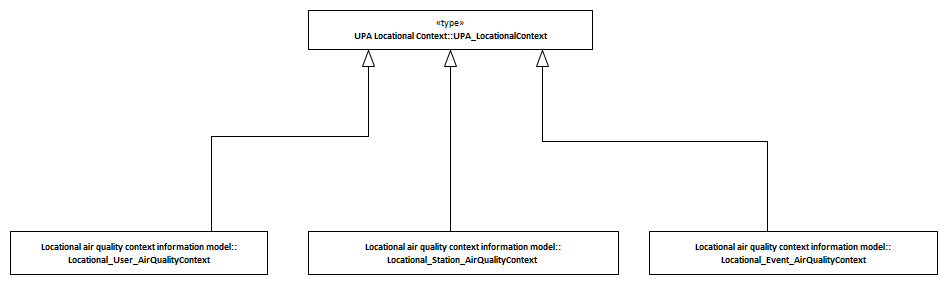 «type»
UPA Locational Context::UPA_LocationalContext
Locational air quality context information model::
Locational_User_AirQualityContext
Locational air quality context information model::
Locational_Station_AirQualityContext
Locational air quality context information model::
Locational_Event_AirQualityContext